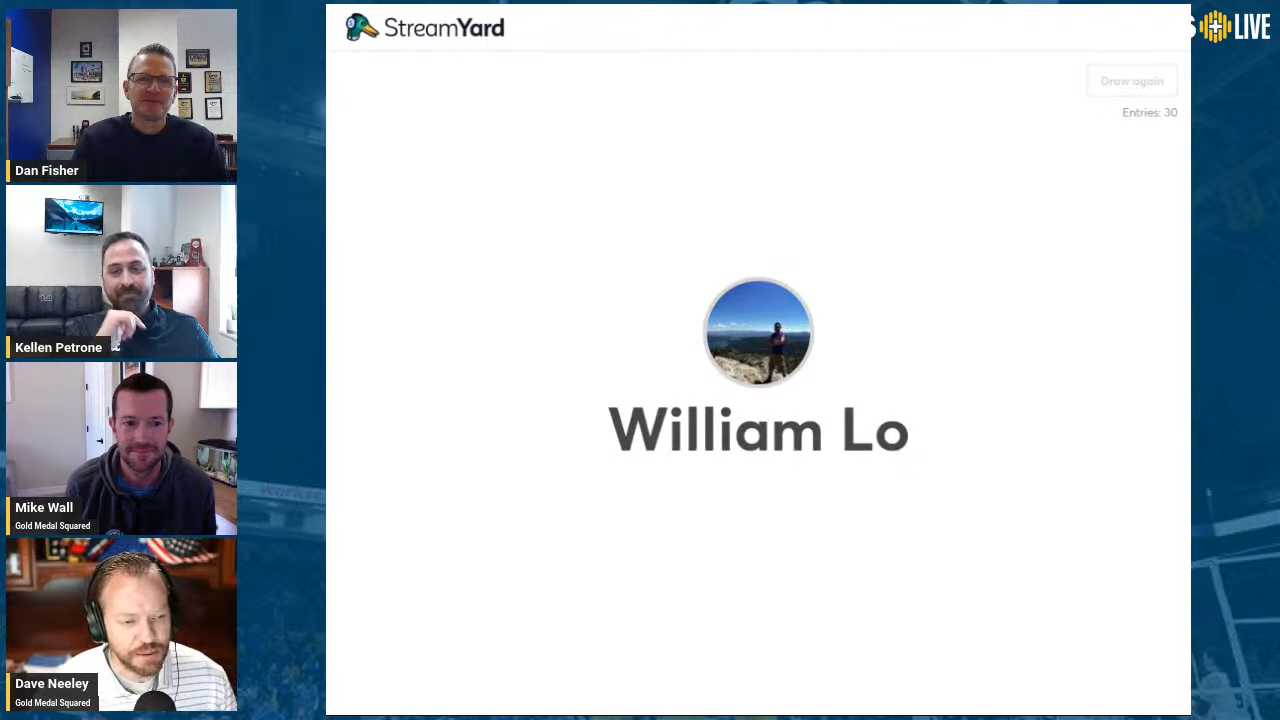 Dan Fisher
Kellen Petrone
Mike Wall
Gold Medal Squared
Dave Neeley
Gold Medal Squared
StreamYard
S LIVE
Draw again
Entries: 30
William Lo